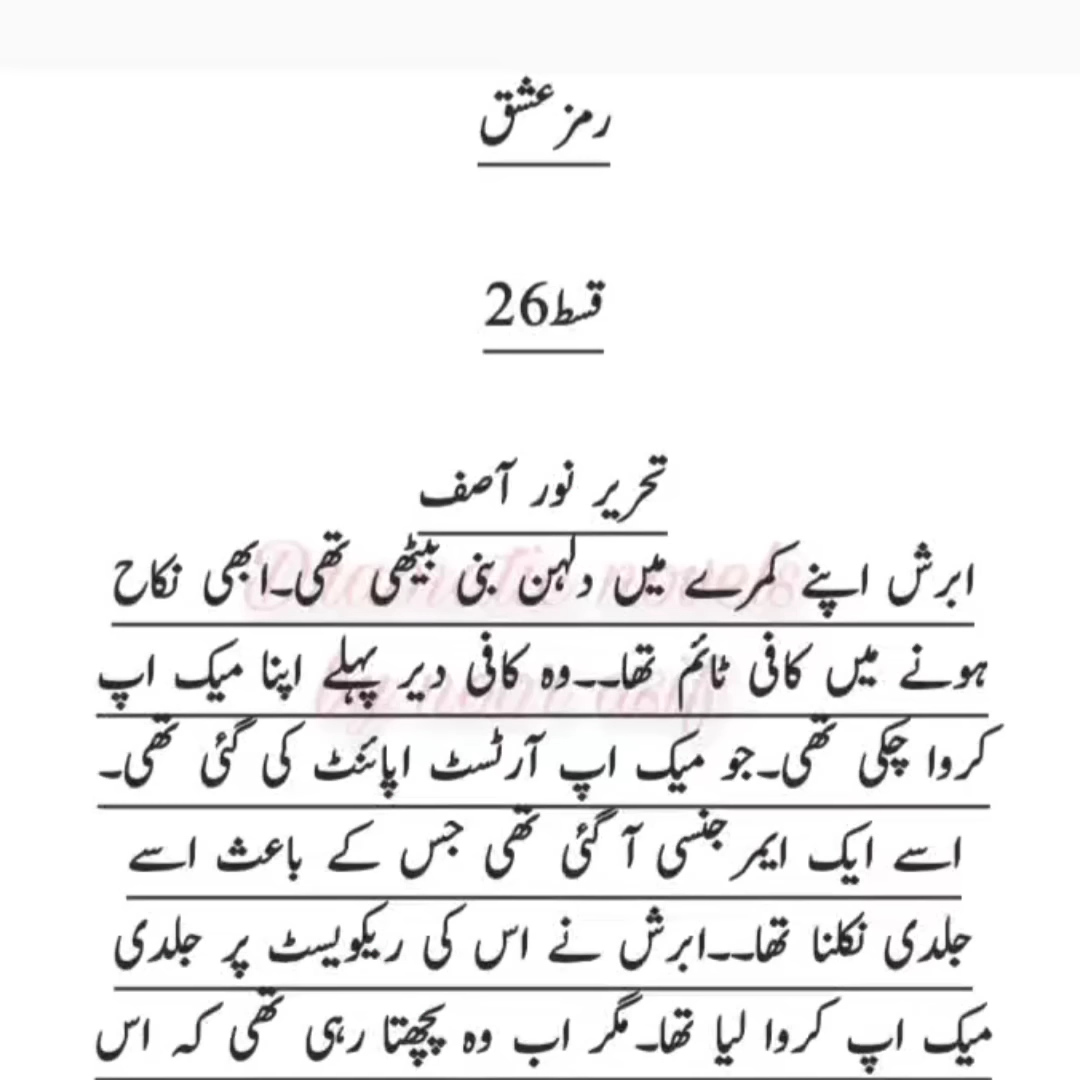 رمز عشق
قسط26
تحریر نور آصف
ابرش اپنے کمرے میں دلہن بنی بیٹھی تھی۔ابھی نکاح
ہونے میں کافی ٹائم تھا۔۔وہ کافی دیر پہلے اپنا میک اپ
کروا چکی تھی۔جو میک اپ آرٹسٹ اپائنٹ کی گئی تھی۔
اسے ایک ایمرجنسی آ گئی تھی جس کے باعث اسے
جلدی نکلنا تھا۔۔ابرش نے اس کی ریکویسٹ پر جلدی
میک اپ کروا لیا تھا۔مگر اب وہ پچھتا رہی تھی کہ اس